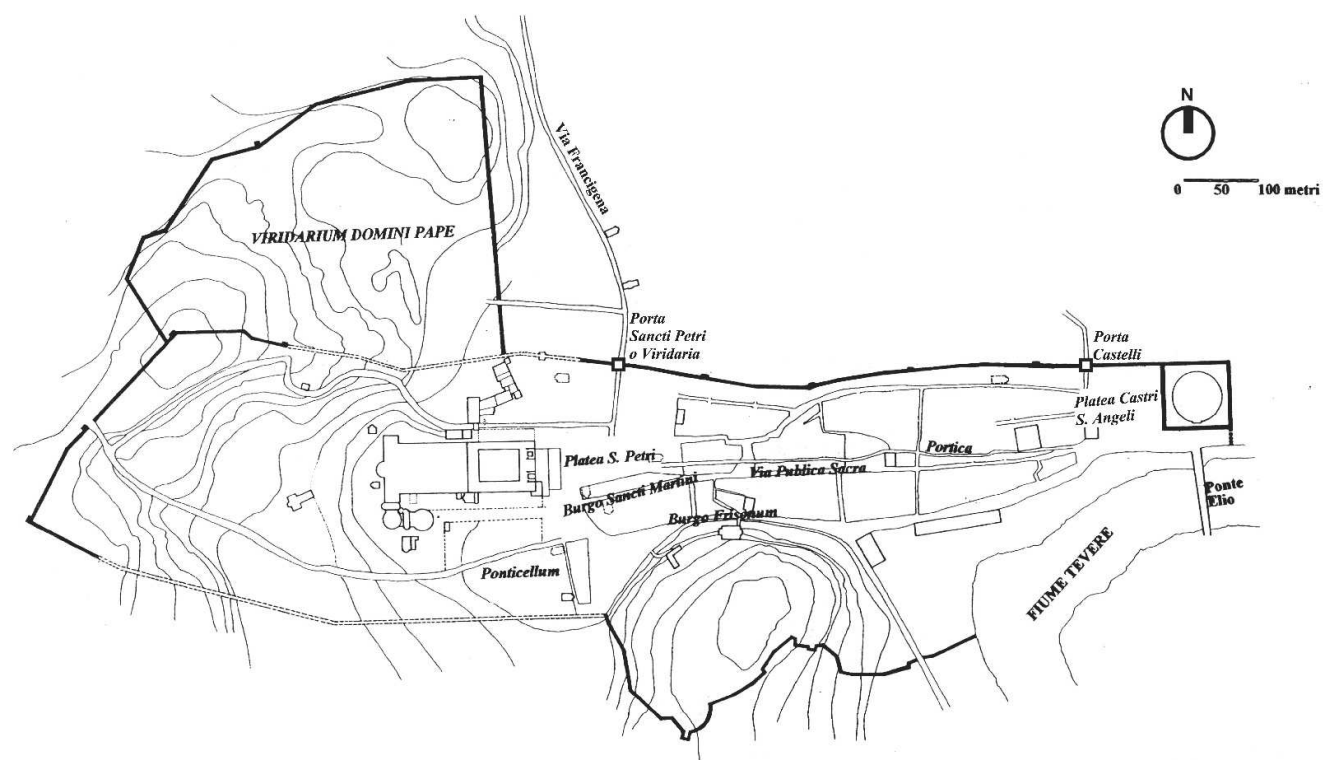 N
0 50 100 metri
Via Francigena
VIRIDARIUM DOMINI PAPE
Porta
Sancti Petri
o Viridaria
Porta
Castelli
Platea Castri
S. Angeli
Portica
Platea S. Petri
Via Publica Sacra
Burgo Sancti Martini
Burgo Frisonum
Ponte
Elio
Ponticellum
FIUME TEVERE